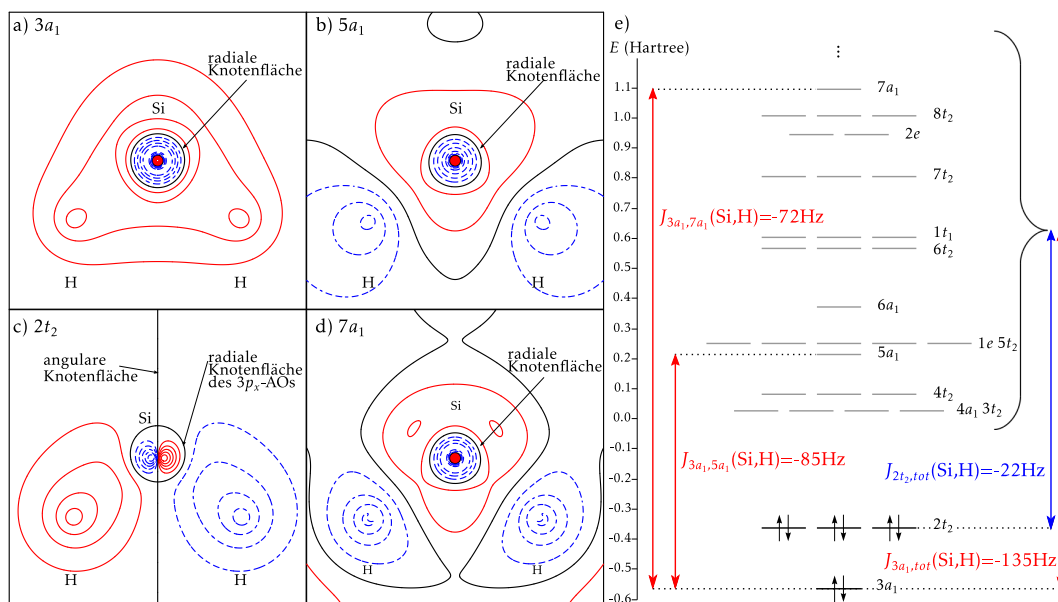 a) 3a₁
radiale
Knotenfläche
Si
H
H
b) 5a₁
radiale
Knotenfläche
Si
H
H
c) 2t₂
angulare
Knotenfläche
radiale
Knotenfläche
des 3pₓ-AOs
Si
H
H
d) 7a₁
radiale
Knotenfläche
Si
H
H
e)
E (Hartree)
⋮
1.1
1.0
0.9
0.8
0.7
0.6
0.5
0.4
0.3
0.2
0.1
0.0
-0.1
-0.2
-0.3
-0.4
-0.5
-0.6
7a₁
8t₂
2e
7t₂
1t₁
6t₂
6a₁
1e 5t₂
5a₁
4t₂
4a₁ 3t₂
2t₂
3a₁
J₃ₐ₁,₇ₐ₁(Si,H)=-72Hz
J₃ₐ₁,₅ₐ₁(Si,H)=-85Hz
J₂ₜ₂,ₜₒₜ(Si,H)=-22Hz
J₃ₐ₁,ₜₒₜ(Si,H)=-135Hz